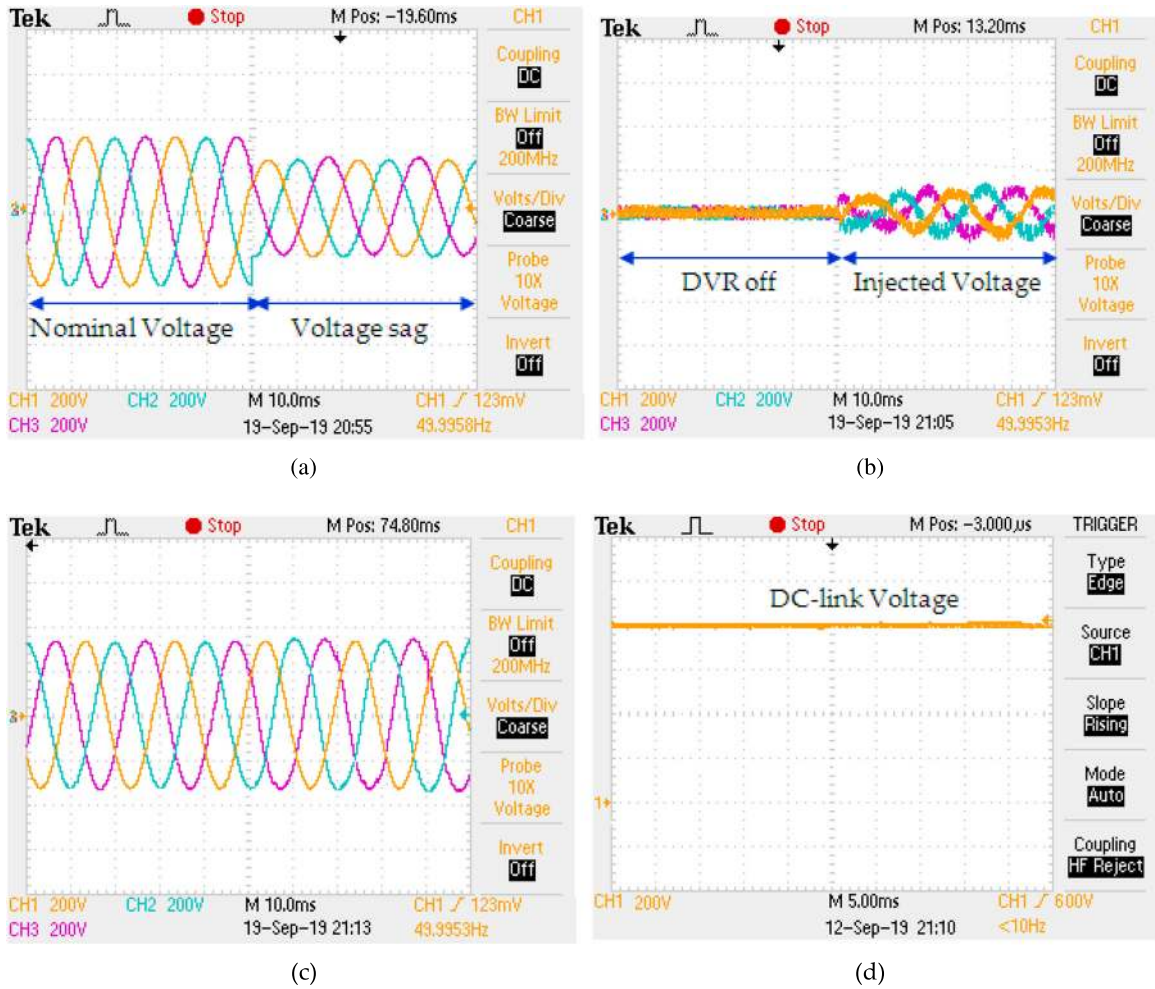 Tek Stop M Pos: -19.60ms CH1
Coupling
DC
BW Limit
Off
200MHz
Volts/Div
Coarse
Probe
10X
Voltage
Invert
Off
3
Nominal Voltage Voltage sag
CH1 200V CH2 200V M 10.0ms CH1 123mV
CH3 200V 19-Sep-19 20:55 49.9958Hz
(a)
Tek Stop M Pos: 13.20ms CH1
Coupling
DC
BW Limit
Off
200MHz
Volts/Div
Coarse
Probe
10X
Voltage
Invert
Off
3
DVR off Injected Voltage
CH1 200V CH2 200V M 10.0ms CH1 123mV
CH3 200V 19-Sep-19 21:05 49.9953Hz
(b)
Tek Stop M Pos: 74.80ms CH1
Coupling
DC
BW Limit
Off
200MHz
Volts/Div
Coarse
Probe
10X
Voltage
Invert
Off
3
CH1 200V CH2 200V M 10.0ms CH1 123mV
CH3 200V 19-Sep-19 21:13 49.9953Hz
(c)
Tek Stop M Pos: -3.000µs TRIGGER
Type
Edge
Source
CH1
Slope
Rising
Mode
Auto
Coupling
HF Reject
DC-link Voltage
1
CH1 200V M 5.00ms CH1 600V
12-Sep-19 21:10 <10Hz
(d)